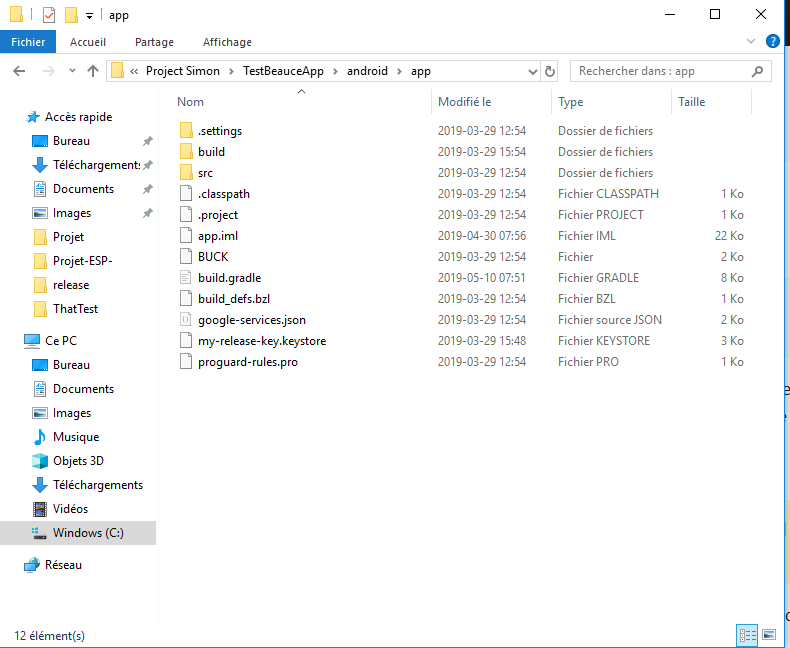 app
Fichier Accueil Partage Affichage
« Project Simon › TestBeauceApp › android › app
Rechercher dans : app
Accès rapide
Bureau
Téléchargements
Documents
Images
Projet
Projet-ESP-
release
ThatTest
Ce PC
Bureau
Documents
Images
Musique
Objets 3D
Téléchargements
Vidéos
Windows (C:)
Réseau
Nom Modifié le Type Taille
.settings 2019-03-29 12:54 Dossier de fichiers
build 2019-03-29 15:54 Dossier de fichiers
src 2019-03-29 12:54 Dossier de fichiers
.classpath 2019-03-29 12:54 Fichier CLASSPATH 1 Ko
.project 2019-03-29 12:54 Fichier PROJECT 1 Ko
app.iml 2019-04-30 07:56 Fichier IML 22 Ko
BUCK 2019-03-29 12:54 Fichier 2 Ko
build.gradle 2019-05-10 07:51 Fichier GRADLE 8 Ko
build_defs.bzl 2019-03-29 12:54 Fichier BZL 1 Ko
google-services.json 2019-03-29 12:54 Fichier source JSON 2 Ko
my-release-key.keystore 2019-03-29 15:48 Fichier KEYSTORE 3 Ko
proguard-rules.pro 2019-03-29 12:54 Fichier PRO 1 Ko
12 élément(s)